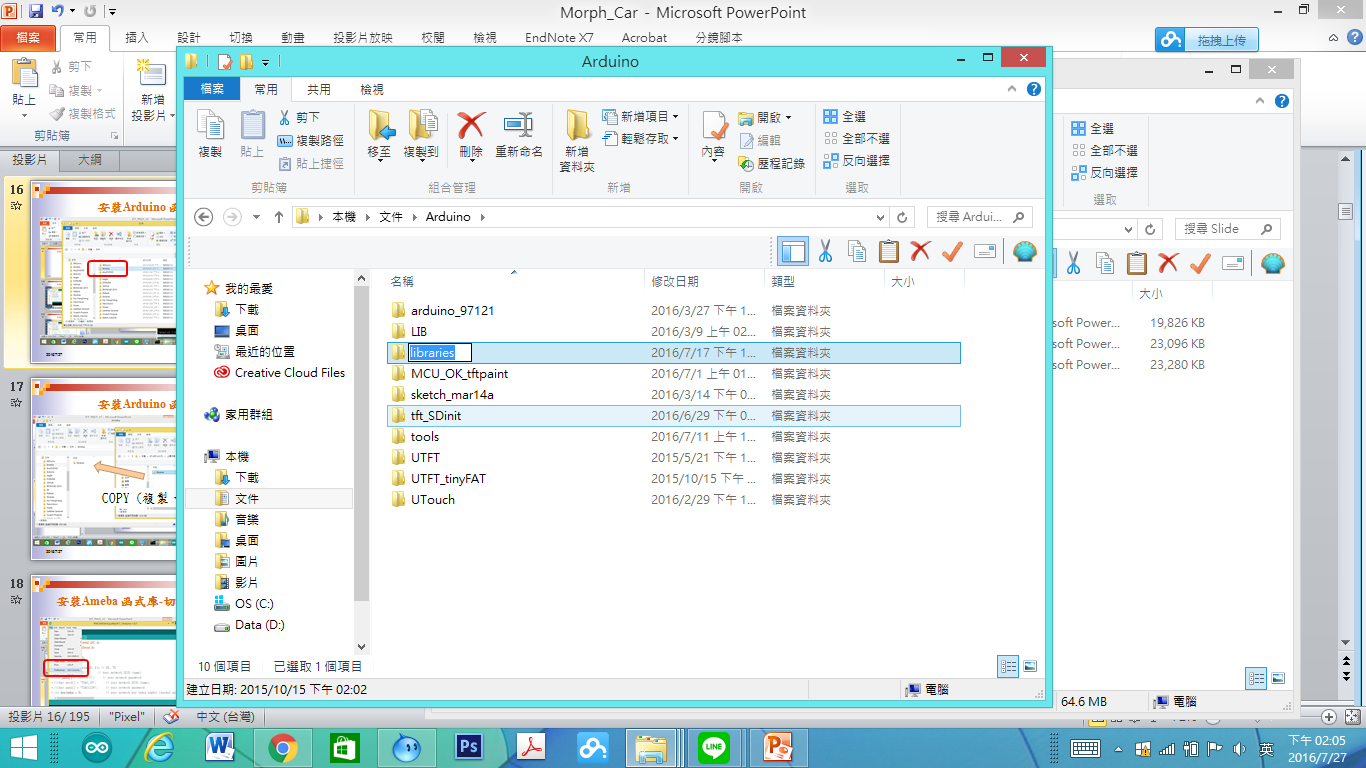 Morph_Car - Microsoft PowerPoint
檔案 常用 插入 設計 切換 動畫 投影片放映 校閱 檢視 EndNote X7 Acrobat 分鏡腳本
拖拽上传
貼上 剪下 複製 複製格式
新增投影片
剪貼簿
投影片 大綱
16
安裝Arduino
17
安裝Arduino
COPY (複製
18
安裝Ameba 函式庫-切
Arduino
檔案 常用 共用 檢視
複製 貼上 剪下 複製路徑 貼上捷徑
移至 複製到 刪除 重新命名
新增資料夾 新增項目 輕鬆存取
內容 開啟 編輯 歷程記錄
全選 全部不選 反向選擇
剪貼簿 組合管理 新增 開啟 選取
本機 文件 Arduino
搜尋 Ardui...
名稱 修改日期 類型 大小
我的最愛
下載
桌面
最近的位置
Creative Cloud Files
家用群組
本機
下載
文件
音樂
桌面
圖片
影片
OS (C:)
Data (D:)
arduino_97121 2016/3/27 下午 1... 檔案資料夾
LIB 2016/3/9 上午 02... 檔案資料夾
libraries 2016/7/17 下午 1... 檔案資料夾
MCU_OK_tftpaint 2016/7/1 上午 01... 檔案資料夾
sketch_mar14a 2016/3/14 下午 0... 檔案資料夾
tft_SDinit 2016/6/29 下午 0... 檔案資料夾
tools 2016/7/11 上午 1... 檔案資料夾
UTFT 2015/5/21 下午 1... 檔案資料夾
UTFT_tinyFAT 2015/10/15 下午 ... 檔案資料夾
UTouch 2016/2/29 下午 1... 檔案資料夾
10 個項目 已選取 1 個項目
建立日期: 2015/10/15 下午 02:02
電腦
全選
全部不選
反向選擇
選取
搜尋 Slide
大小
soft Power... 19,826 KB
soft Power... 23,096 KB
soft Power... 23,280 KB
64.6 MB 電腦
投影片 16/ 195 "Pixel" 中文 (台灣)
LINE
英
下午 02:05
2016/7/27